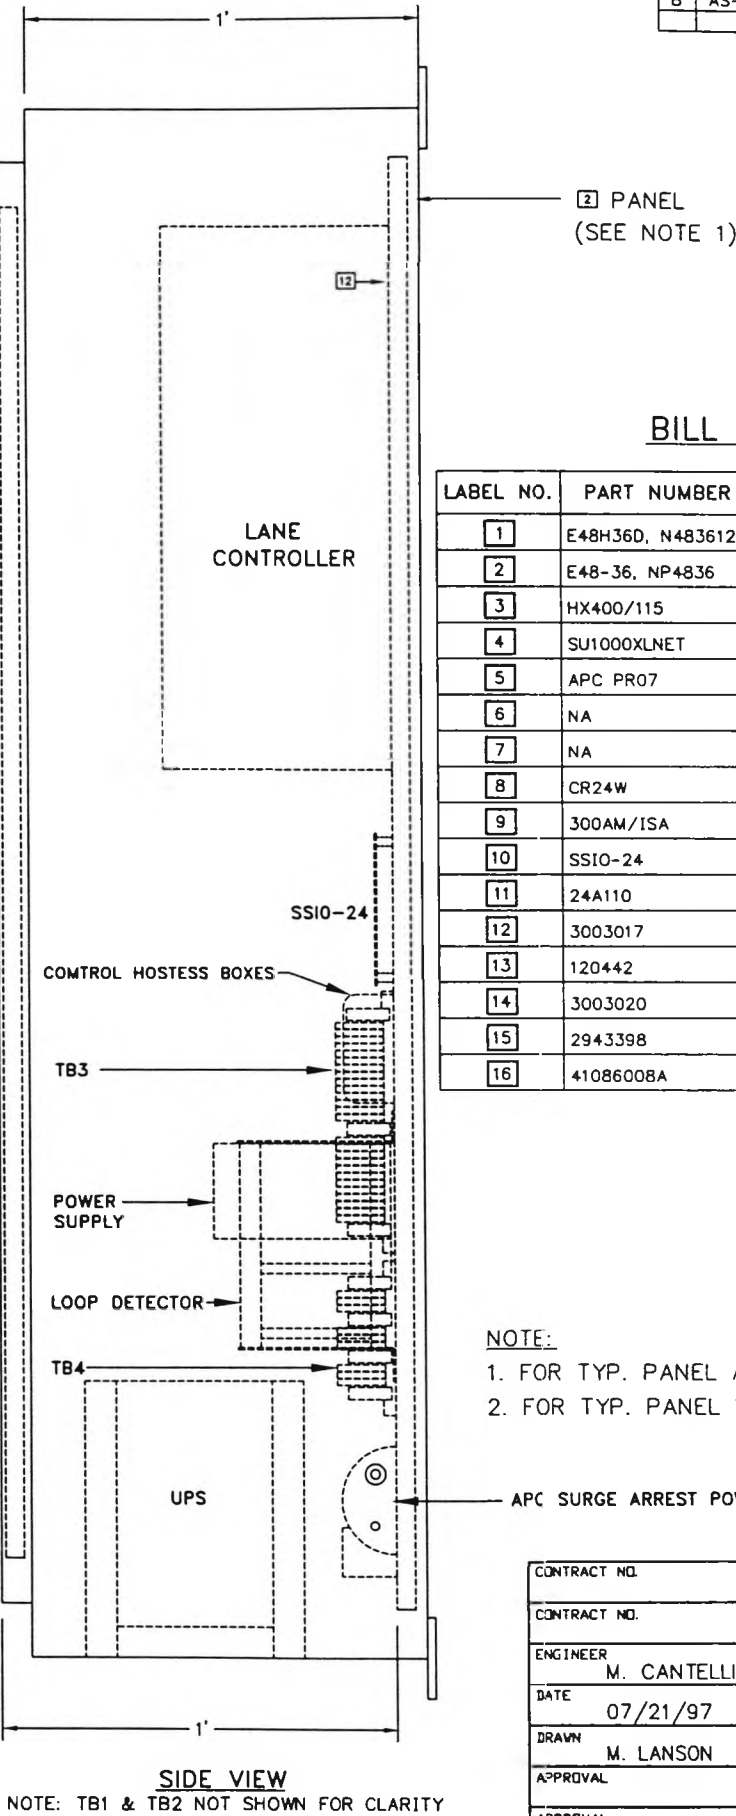 1'
B AS-
2 PANEL
(SEE NOTE 1)
12
BILL
LABEL NO. PART NUMBER
1 E48H36D, N483612
2 E48-36, NP4836
3 HX400/115
4 SU1000XLNET
5 APC PR07
6 NA
7 NA
8 CR24W
9 300AM/ISA
10 SSIO-24
11 24A110
12 3003017
13 120442
14 3003020
15 2943398
16 41086008A
LANE
CONTROLLER
SSIO-24
COMTROL HOSTESS BOXES
TB3
POWER
SUPPLY
LOOP DETECTOR
TB4
UPS
NOTE:
1. FOR TYP. PANEL
2. FOR TYP. PANEL
APC SURGE ARREST
CONTRACT NO.
CONTRACT NO.
ENGINEER
M. CANTELLI
DATE
07/21/97
DRAWN
M. LANSON
APPROVAL
1'
SIDE VIEW
NOTE: TB1 & TB2 NOT SHOWN FOR CLARITY